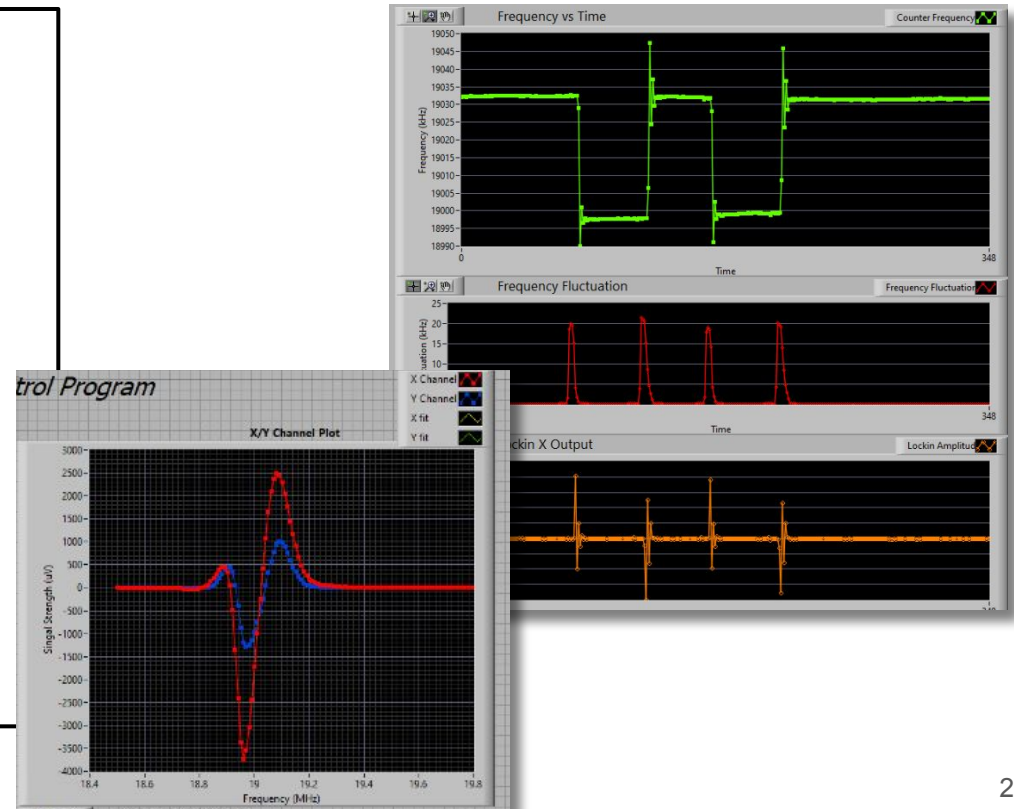 Frequency vs Time
Counter Frequency
19050
19045
19040
19035
19030
19025
19020
19015
19010
19005
19000
18995
18990
Frequency (kHz)
0
348
Time
Frequency Fluctuation
Frequency Fluctuation
25
20
15
10
uation (kHz)
348
Time
ockin X Output
Lockin Amplitud
trol Program
X Channel
Y Channel
X fit
Y fit
X/Y Channel Plot
3000
2500
2000
1500
1000
500
0
-500
-1000
-1500
-2000
-2500
-3000
-3500
-4000
Singal Strength (uV)
18.4
18.6
18.8
19
19.2
19.4
19.6
19.8
Frequency (MHz)
2